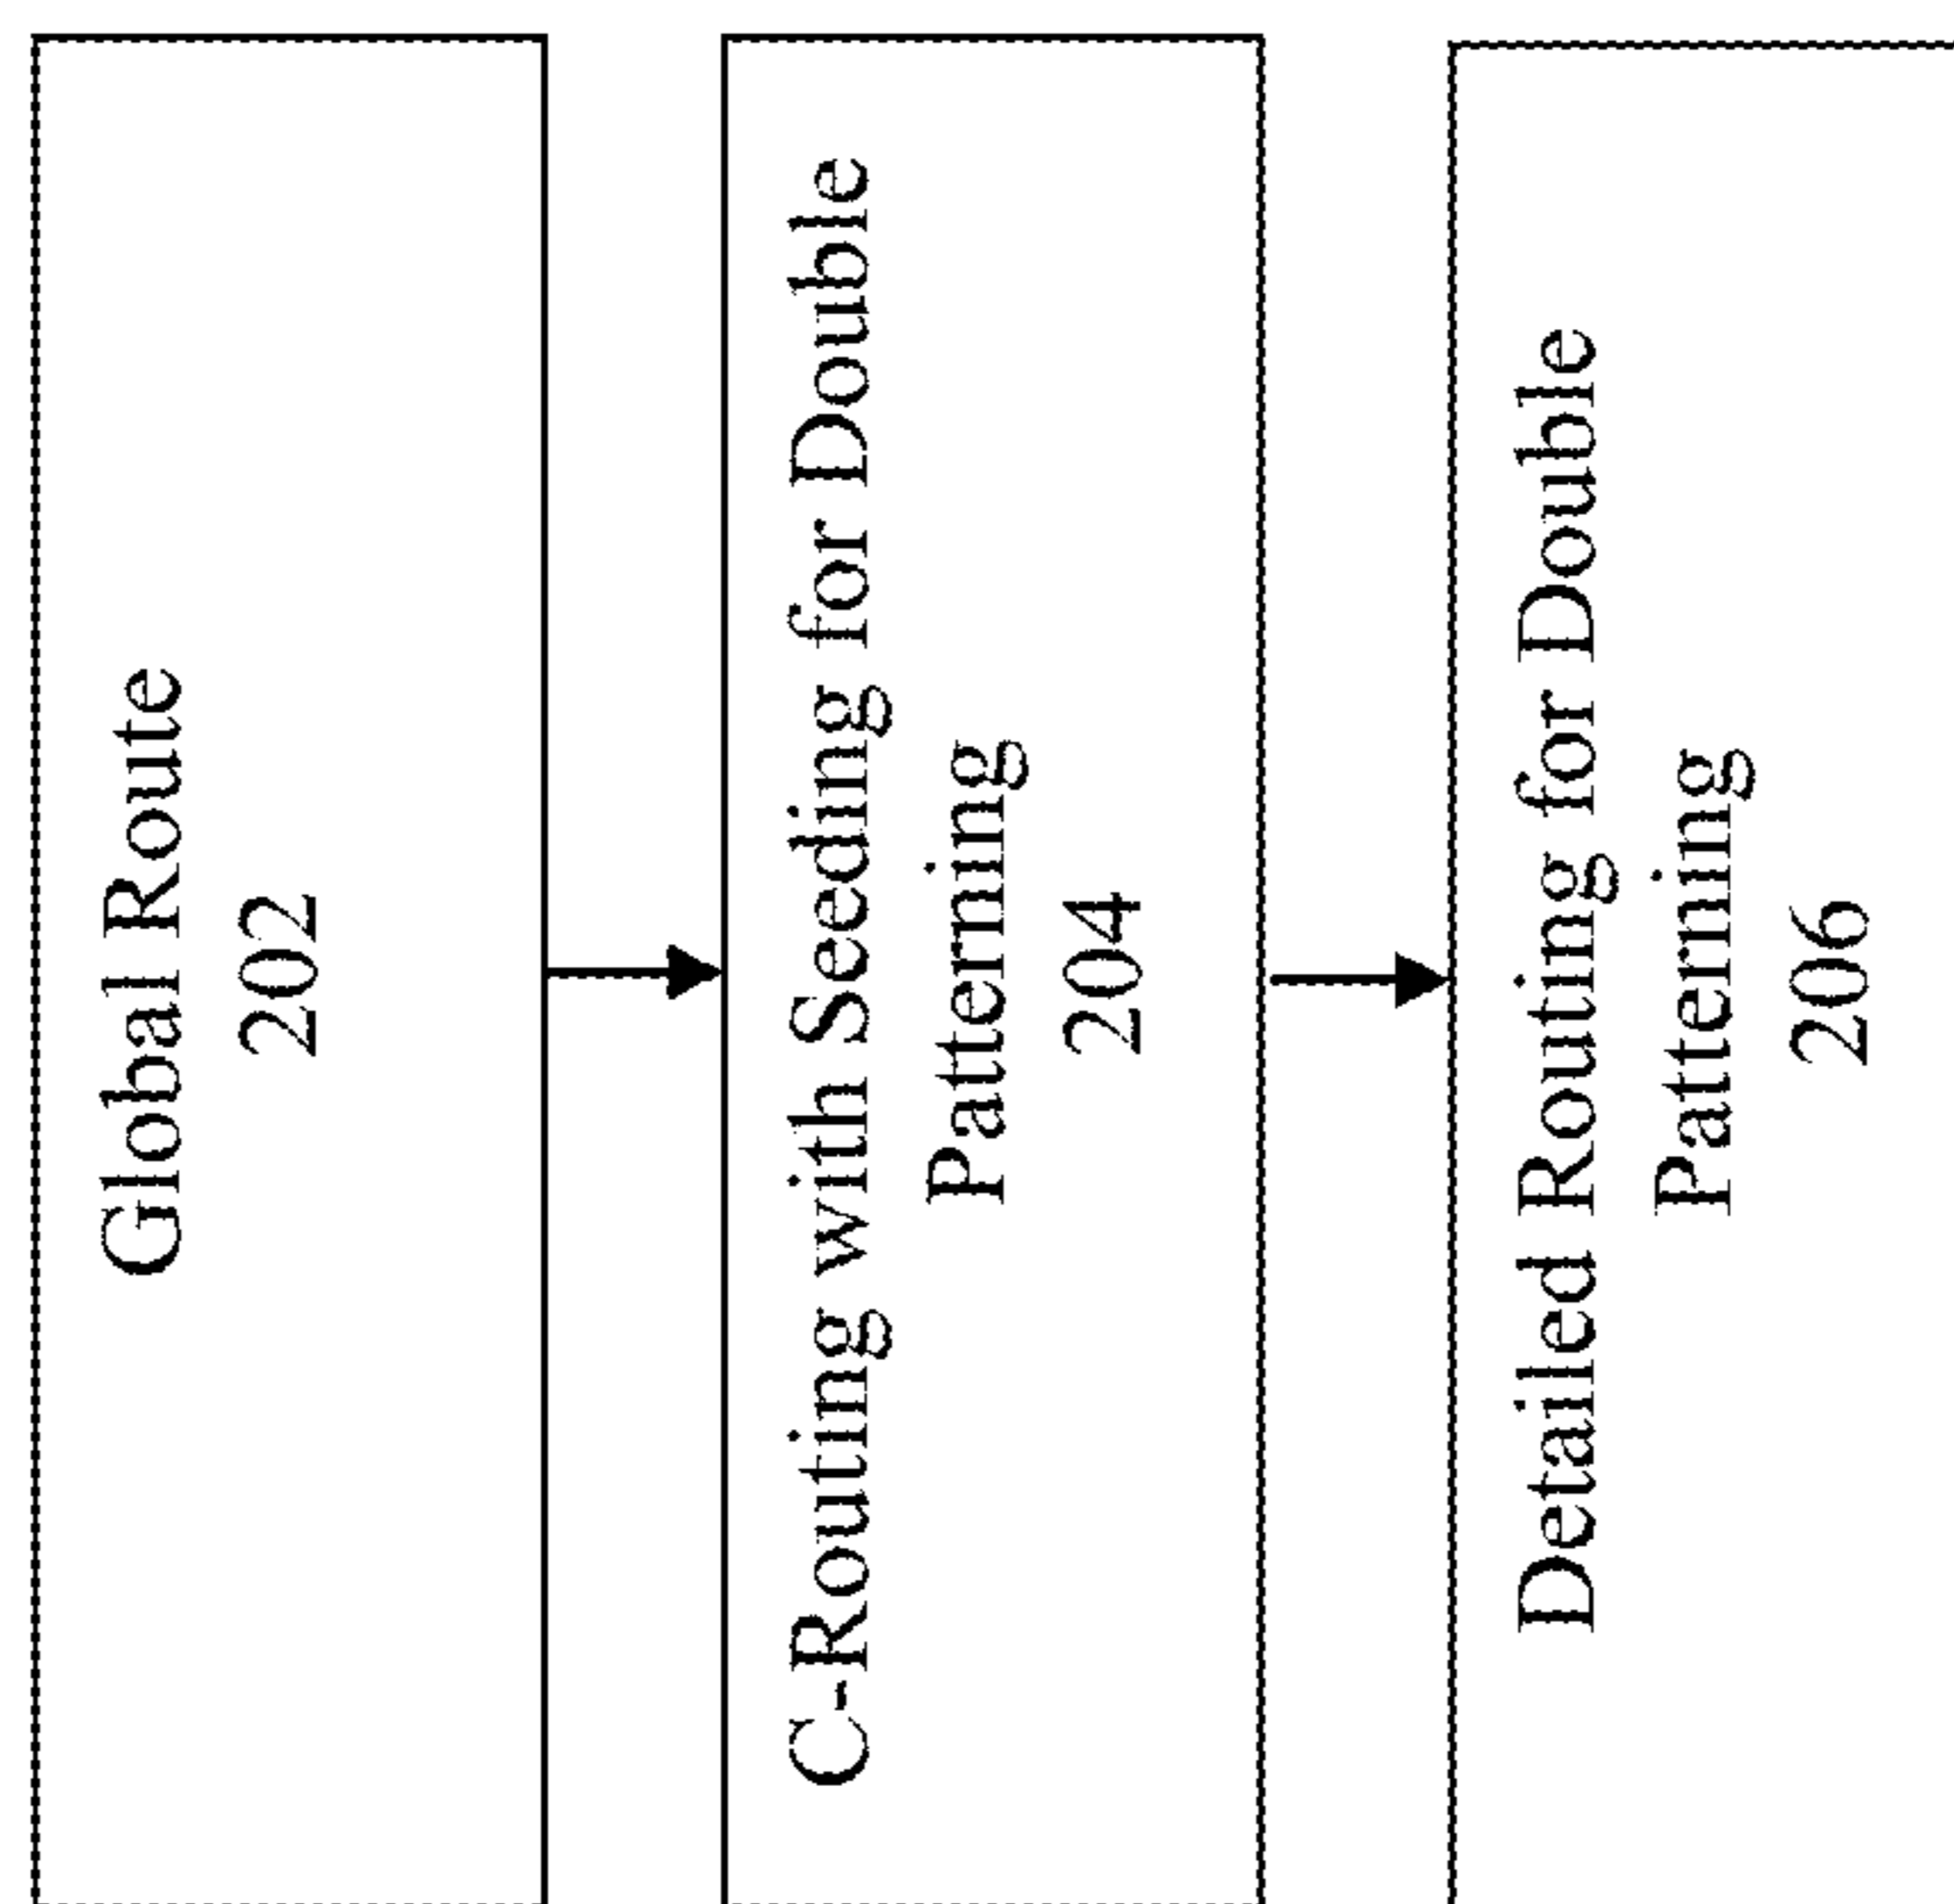 Global Route
202
C-Routing with Seeding for Double
Patterning
204
Detailed Routing for Double
Patterning
206